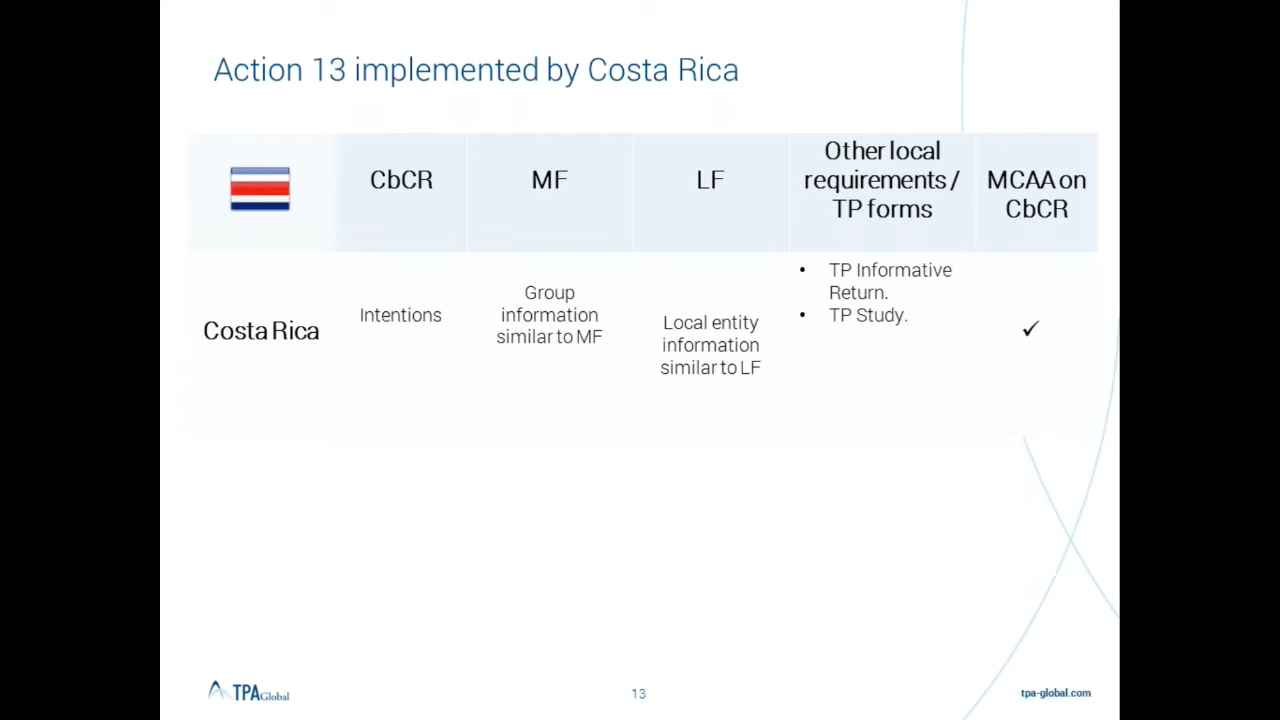 Action 13 implemented by Costa Rica
CbCR
MF
LF
Other local
requirements /
TP forms
MCAA on
CbCR
Costa Rica
Intentions
Group
information
similar to MF
Local entity
information
similar to LF
• TP Informative
Return.
• TP Study.
✓
TPA Global
13
tpa-global.com